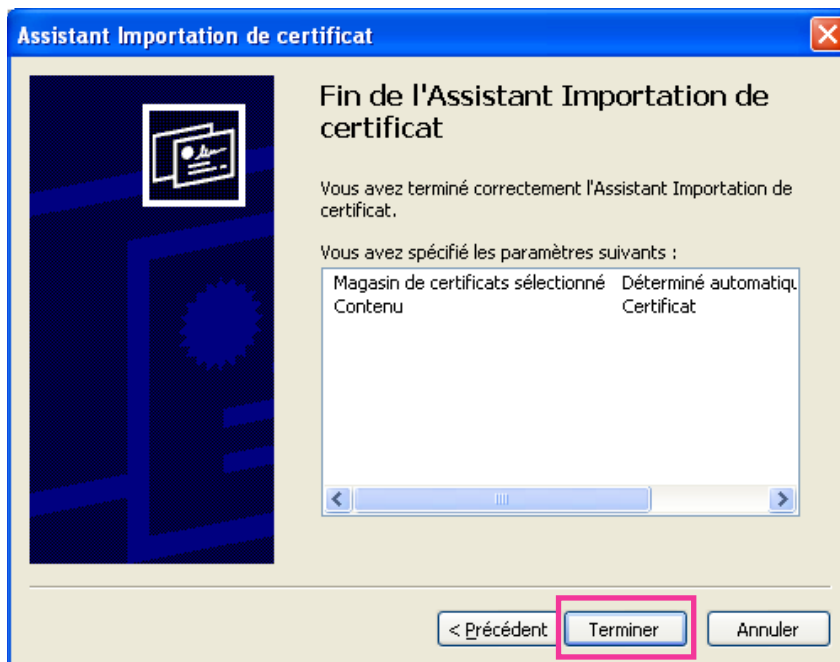 Assistant Importation de certificat
Fin de l'Assistant Importation de
certificat
Vous avez terminé correctement l'Assistant Importation de
certificat.
Vous avez spécifié les paramètres suivants :
Magasin de certificats sélectionné Déterminé automatiqu
Contenu Certificat
< Précédent Terminer Annuler